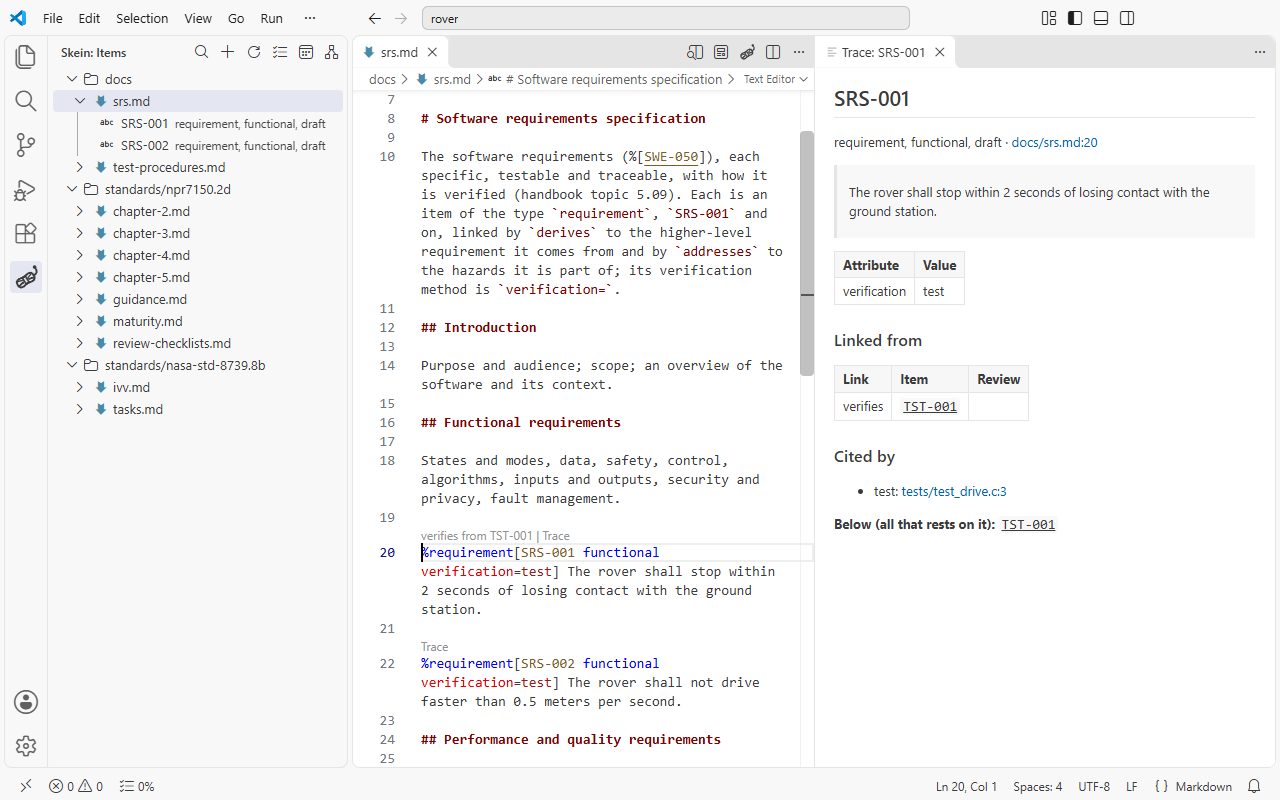 File Edit Selection View Go Run ···
rover
Skein: Items
docs
srs.md
abc SRS-001 requirement, functional, draft
abc SRS-002 requirement, functional, draft
test-procedures.md
standards/npr7150.2d
chapter-2.md
chapter-3.md
chapter-4.md
chapter-5.md
guidance.md
maturity.md
review-checklists.md
standards/nasa-std-8739.8b
ivv.md
tasks.md
srs.md
docs > srs.md > abc # Software requirements specification > Text Editor
7
8 # Software requirements specification
9
10 The software requirements (%[SWE-050]), each
specific, testable and traceable, with how it
is verified (handbook topic 5.09). Each is an
item of the type `requirement`, `SRS-001` and
on, linked by `derives` to the higher-level
requirement it comes from and by `addresses` to
the hazards it is part of; its verification
method is `verification=`.
11
12 ## Introduction
13
14 Purpose and audience; scope; an overview of the
software and its context.
15
16 ## Functional requirements
17
18 States and modes, data, safety, control,
algorithms, inputs and outputs, security and
privacy, fault management.
19
verifies from TST-001 | Trace
20 %requirement[SRS-001 functional
verification=test] The rover shall stop within
2 seconds of losing contact with the ground
station.
21
Trace
22 %requirement[SRS-002 functional
verification=test] The rover shall not drive
faster than 0.5 meters per second.
23
24 ## Performance and quality requirements
25
Trace: SRS-001
SRS-001
requirement, functional, draft · docs/srs.md:20
The rover shall stop within 2 seconds of losing contact with the
ground station.
Attribute Value
verification test
Linked from
Link Item Review
verifies TST-001
Cited by
• test: tests/test_drive.c:3
Below (all that rests on it): TST-001
0 0 0%
Ln 20, Col 1 Spaces: 4 UTF-8 LF { } Markdown